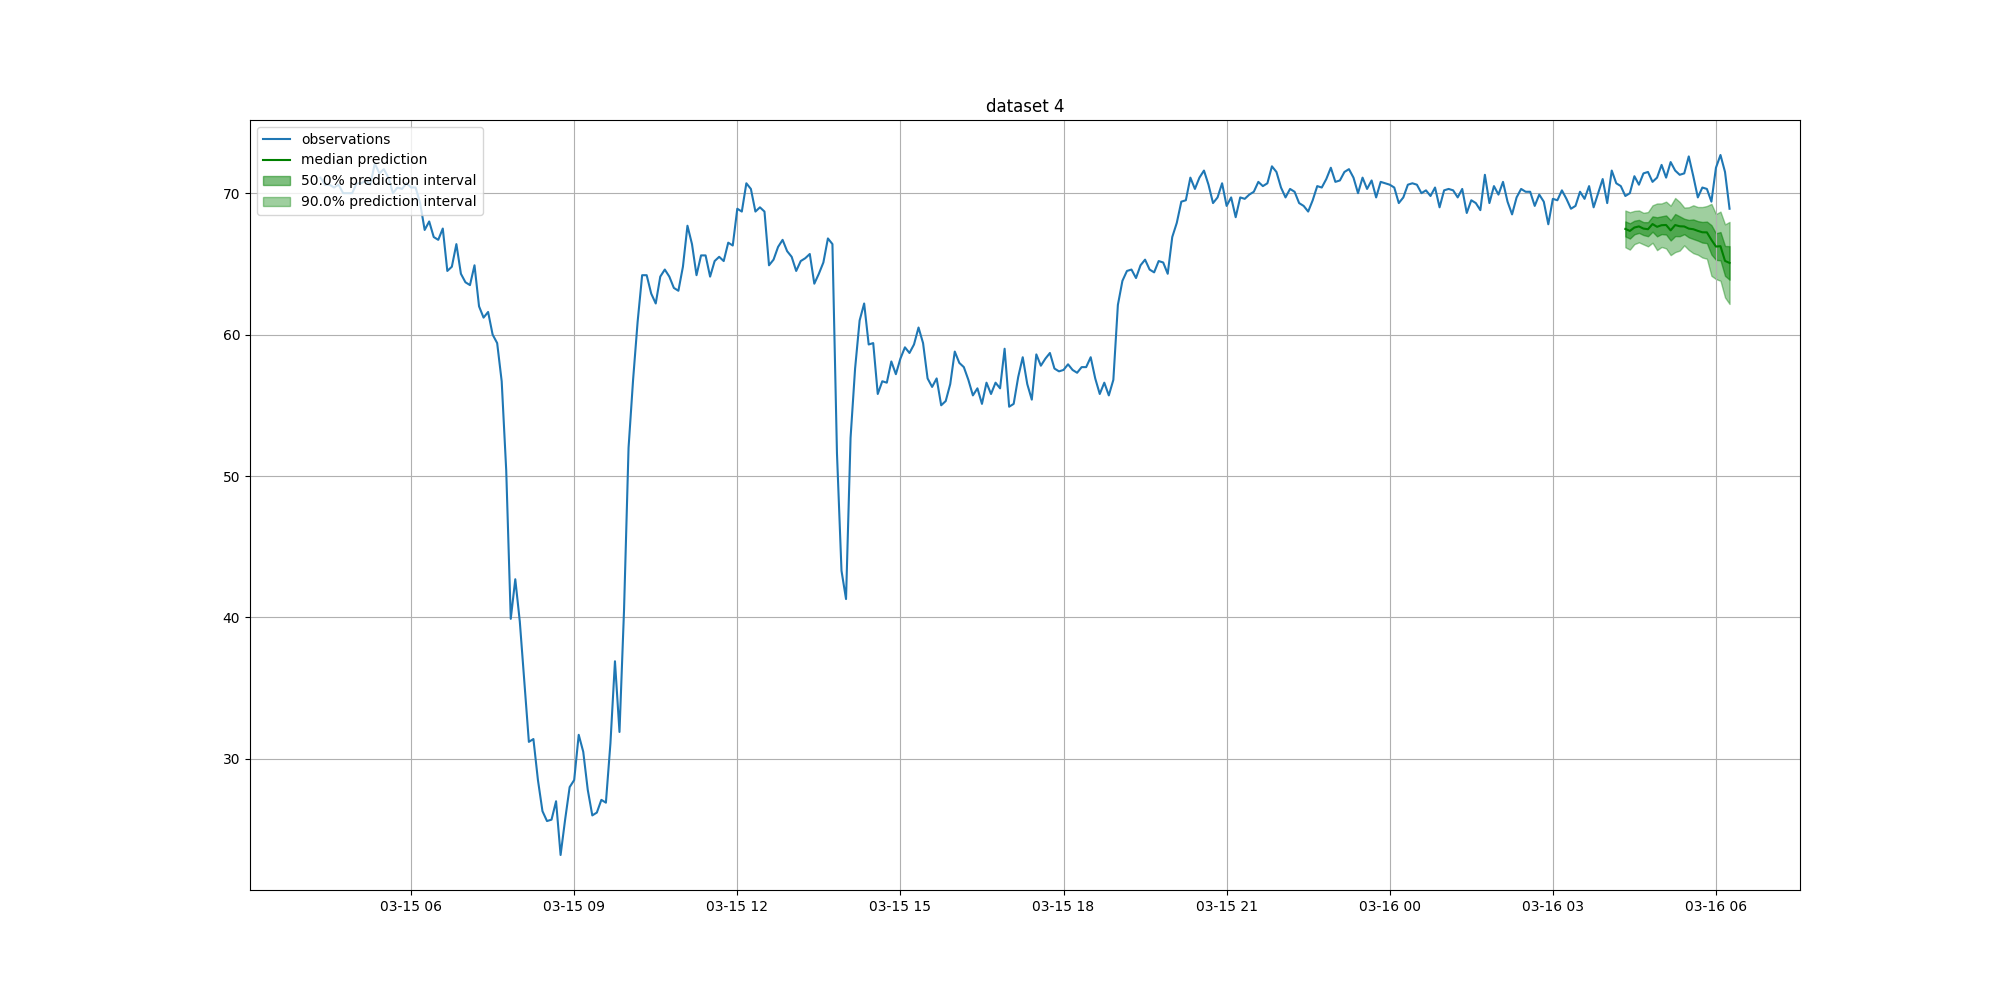 dataset 4
observations
median prediction
50.0% prediction interval
90.0% prediction interval
70
60
50
40
30
03-15 06
03-15 09
03-15 12
03-15 15
03-15 18
03-15 21
03-16 00
03-16 03
03-16 06